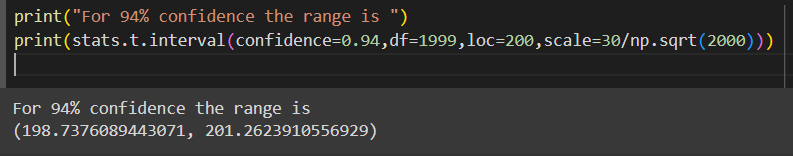 print("For 94% confidence the range is ")
print(stats.t.interval(confidence=0.94,df=1999,loc=200,scale=30/np.sqrt(2000)))
For 94% confidence the range is
(198.7376089443071, 201.2623910556929)